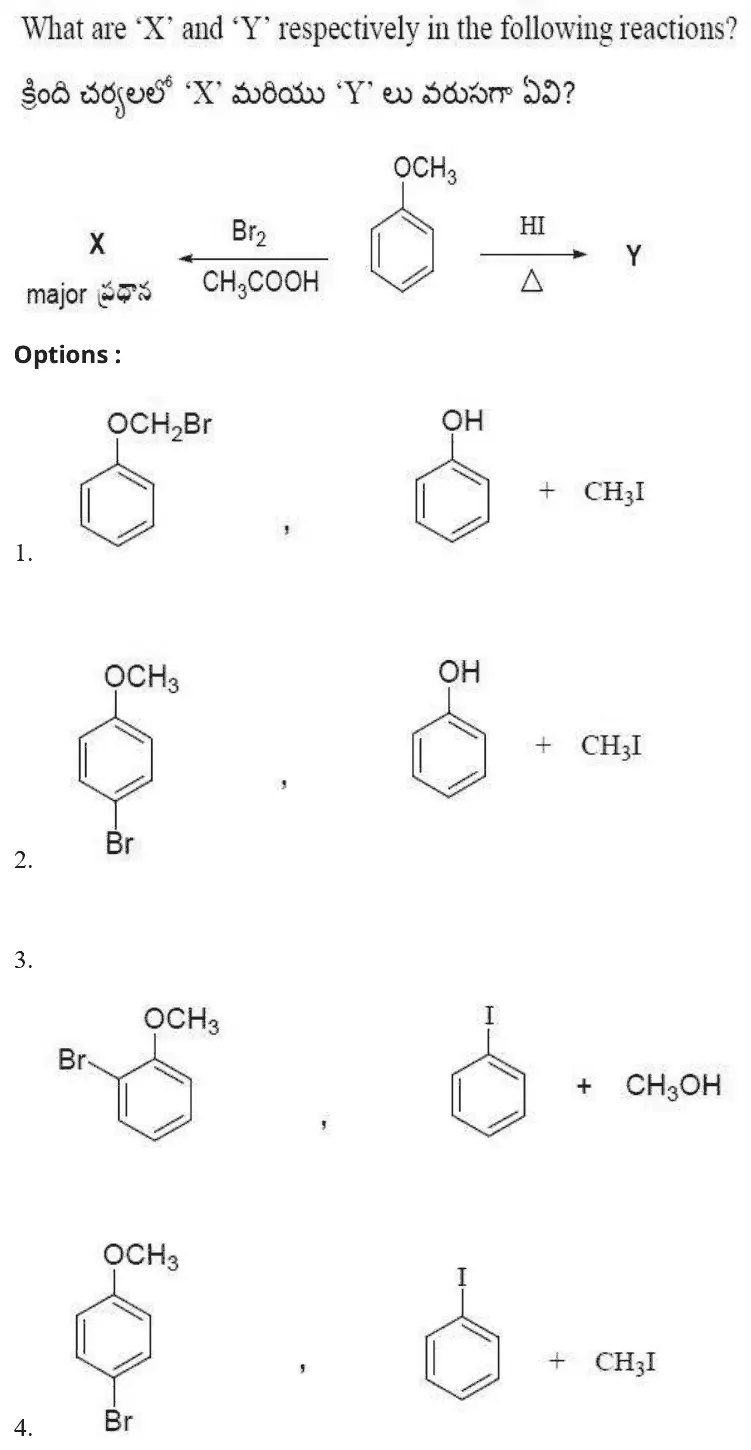 What are ‘X’ and ‘Y’ respectively in the following reactions?
క్రింది చర్యలలో ‘X’ మరియు ‘Y’ లు వరుసగా ఏవి?
OCH3
X
major ప్రధాన
Br2
CH3COOH
HI
△
Y
Options :
OCH2Br
,
OH
+ CH3I
1.
OCH3
Br
,
OH
+ CH3I
2.
3.
OCH3
Br
,
I
+ CH3OH
OCH3
Br
,
I
+ CH3I
4.